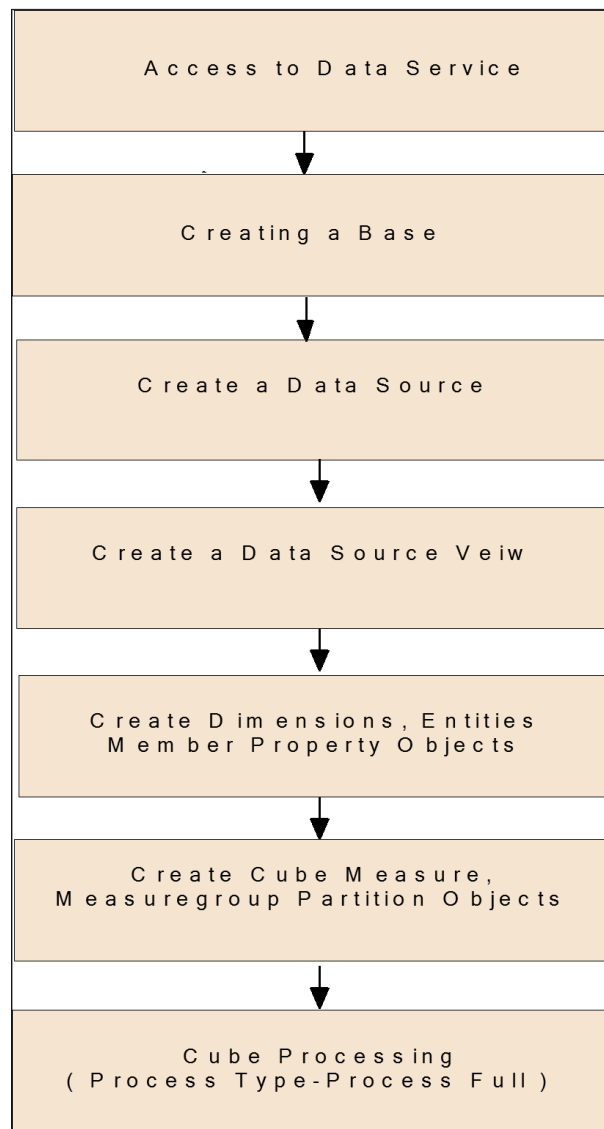 Access to Data Service
Creating a Base
Create a Data Source
Create a Data Source Veiw
Create Dimensions, Entities
Member Property Objects
Create Cube Measure,
Measuregroup Partition Objects
Cube Processing
( Process Type-Process Full )